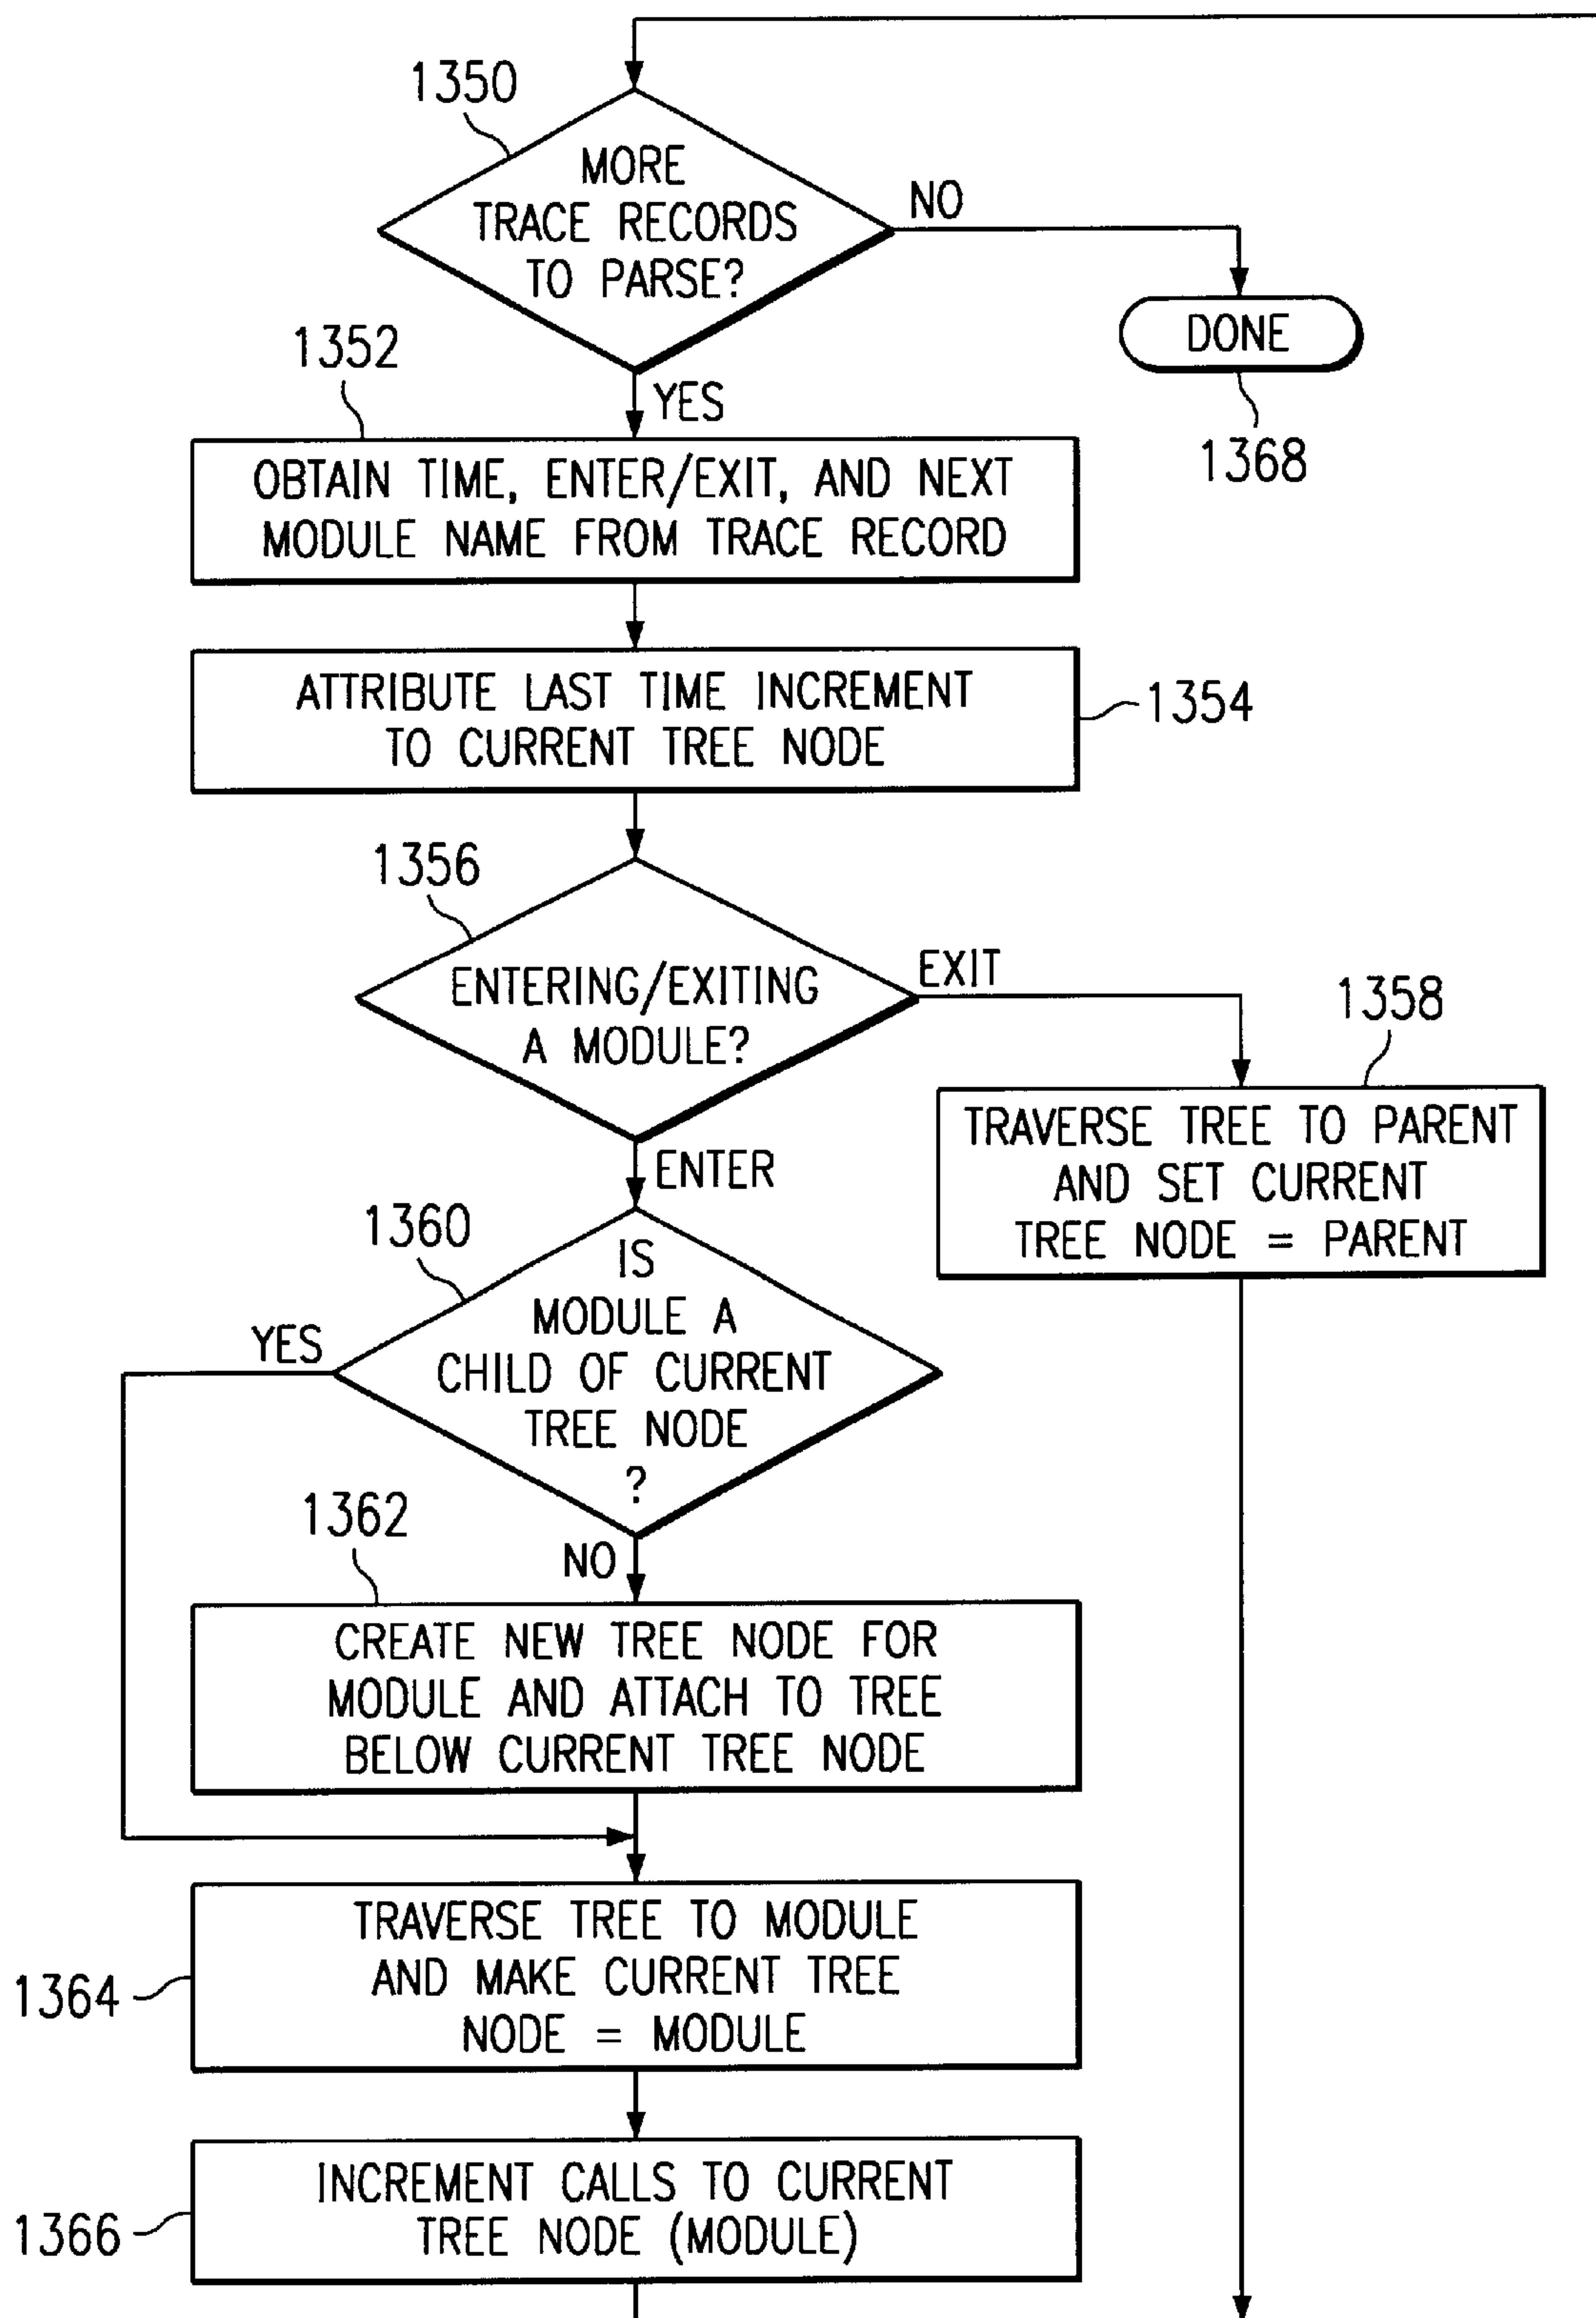 1350
MORE
TRACE RECORDS
TO PARSE?
NO
DONE
1368
YES
1352
OBTAIN TIME, ENTER/EXIT, AND NEXT
MODULE NAME FROM TRACE RECORD
ATTRIBUTE LAST TIME INCREMENT
TO CURRENT TREE NODE
1354
1356
ENTERING/EXITING
A MODULE?
EXIT
1358
TRAVERSE TREE TO PARENT
AND SET CURRENT
TREE NODE = PARENT
ENTER
1360
IS
MODULE A
CHILD OF CURRENT
TREE NODE
?
YES
NO
1362
CREATE NEW TREE NODE FOR
MODULE AND ATTACH TO TREE
BELOW CURRENT TREE NODE
TRAVERSE TREE TO MODULE
AND MAKE CURRENT TREE
NODE = MODULE
1364
INCREMENT CALLS TO CURRENT
TREE NODE (MODULE)
1366